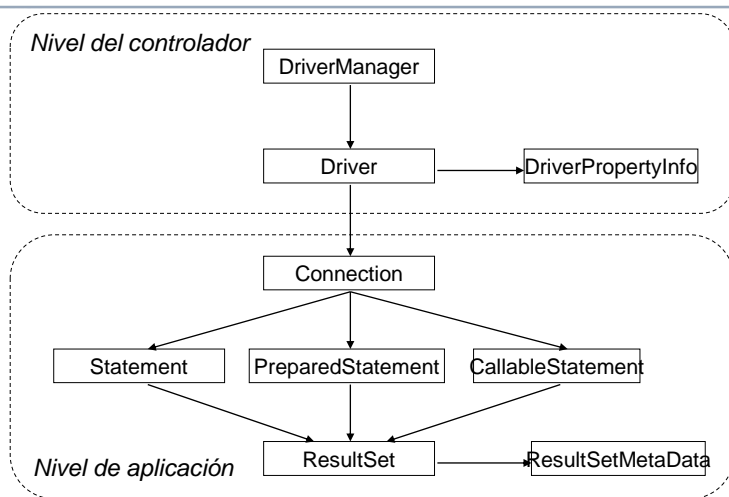 Nivel del controlador
DriverManager
Driver
DriverPropertyInfo
Connection
Statement
PreparedStatement
CallableStatement
ResultSet
ResultSetMetaData
Nivel de aplicación